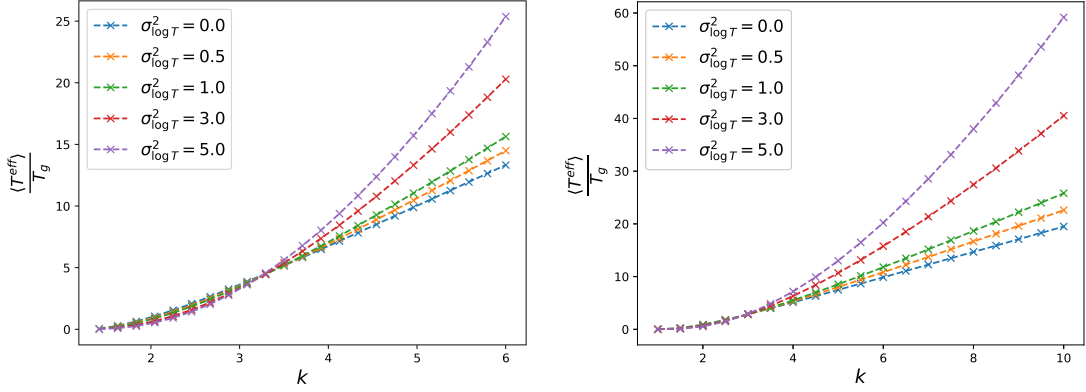 25
20
15
10
5
0
⟨T^eff⟩
T_g
σ²_log T = 0.0
σ²_log T = 0.5
σ²_log T = 1.0
σ²_log T = 3.0
σ²_log T = 5.0
2 3 4 5 6
k
60
50
40
30
20
10
0
⟨T^eff⟩
T_g
σ²_log T = 0.0
σ²_log T = 0.5
σ²_log T = 1.0
σ²_log T = 3.0
σ²_log T = 5.0
2 4 6 8 10
k